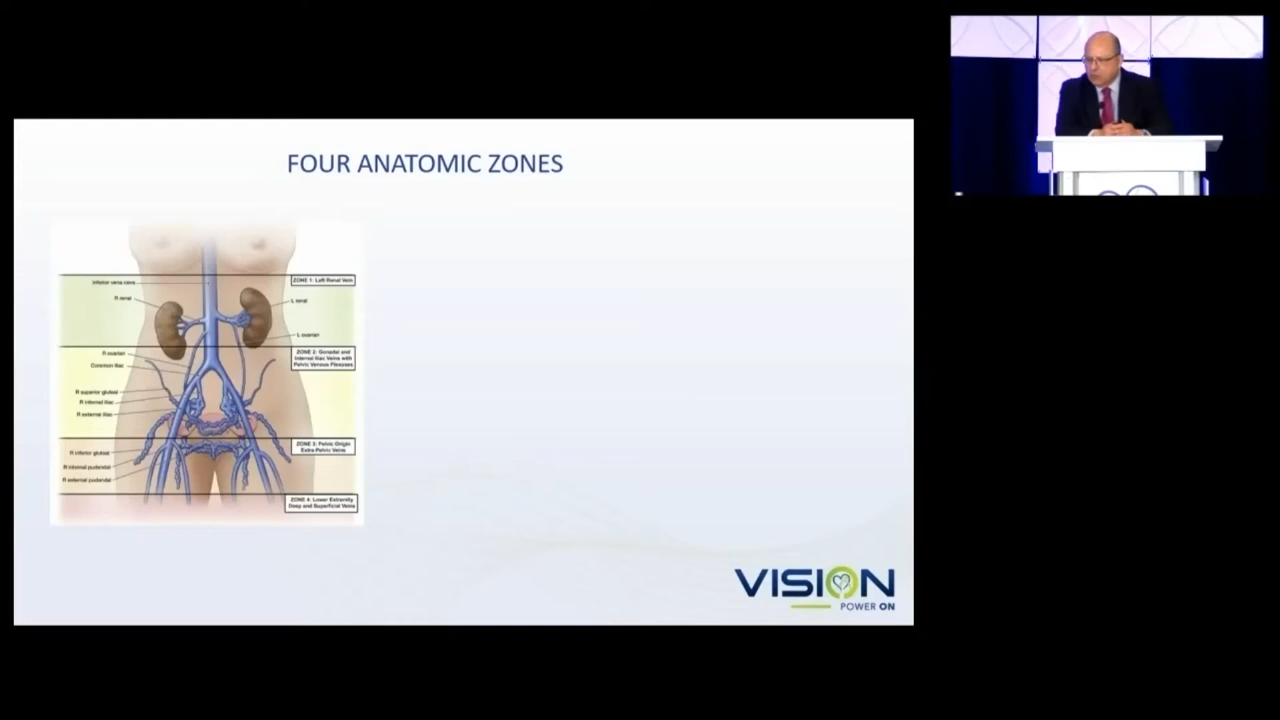 FOUR ANATOMIC ZONES
ZONE 1: Left Renal Vein
Inferior vena cava
R renal
L renal
L ovarian
ZONE 2: Gonadal and
Internal Iliac Veins with
Pelvic Venous Plexuses
R ovarian
Common iliac
R superior gluteal
R internal iliac
R external iliac
ZONE 3: Pelvic Origin
Extra-Pelvic Veins
R inferior gluteal
R internal pudendal
R external pudendal
ZONE 4: Lower Extremity
Deep and Superficial Veins
VISION
POWER ON